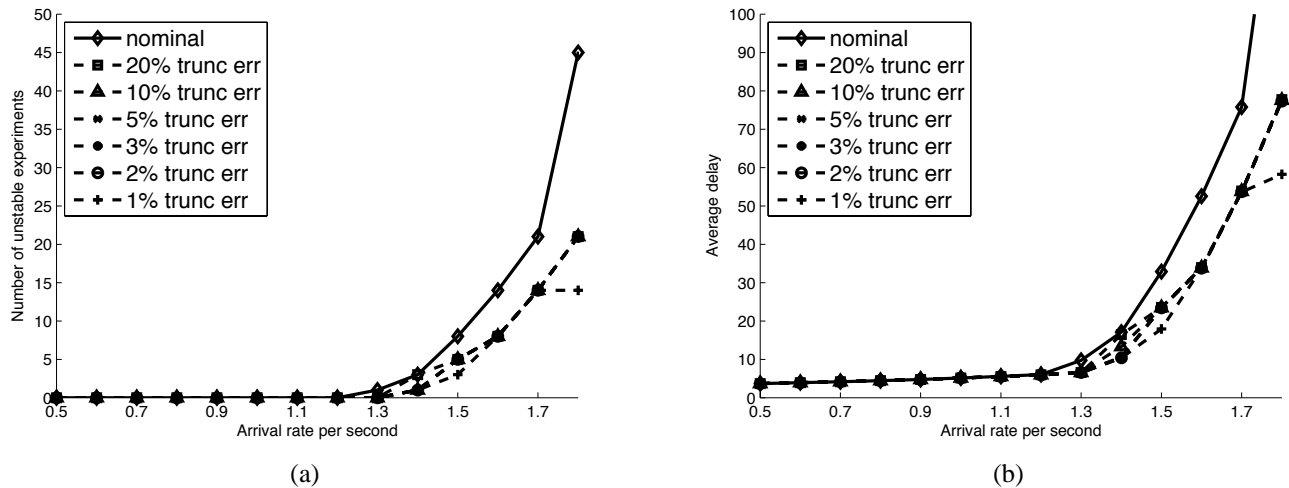 50
45
40
35
30
25
20
15
10
5
0
Number of unstable experiments
nominal
20% trunc err
10% trunc err
5% trunc err
3% trunc err
2% trunc err
1% trunc err
0.5 0.7 0.9 1.1 1.3 1.5 1.7
Arrival rate per second
(a)
100
90
80
70
60
50
40
30
20
10
0
Average delay
nominal
20% trunc err
10% trunc err
5% trunc err
3% trunc err
2% trunc err
1% trunc err
0.5 0.7 0.9 1.1 1.3 1.5 1.7
Arrival rate per second
(b)